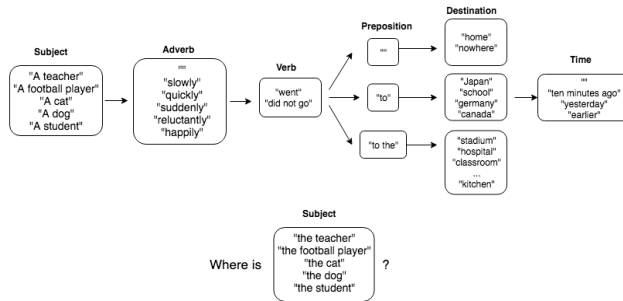 Subject
"A teacher"
"A football player"
"A cat"
"A dog"
"A student"
Adverb
""
"slowly"
"quickly"
"suddenly"
"reluctantly"
"happily"
Verb
"went"
"did not go"
Preposition
""
"to"
"to the"
Destination
"home"
"nowhere"
"Japan"
"school"
"germany"
"canada"
"stadium"
"hospital"
"classroom"
...
"kitchen"
Time
""
"ten minutes ago"
"yesterday"
"earlier"
Subject
Where is
"the teacher"
"the football player"
"the cat"
"the dog"
"the student"
?